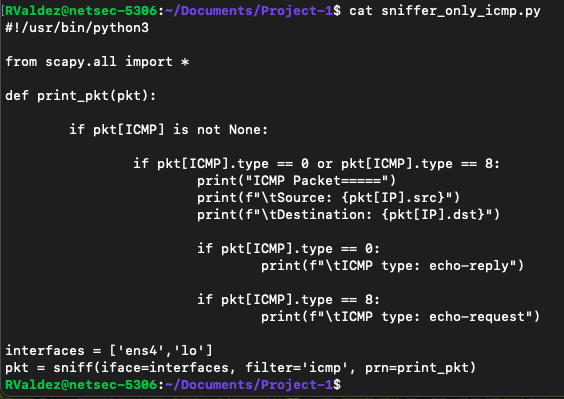 RValdez@netsec-5306:~/Documents/Project-1$ cat sniffer_only_icmp.py
#!/usr/bin/python3
from scapy.all import *
def print_pkt(pkt):
if pkt[ICMP] is not None:
if pkt[ICMP].type == 0 or pkt[ICMP].type == 8:
print("ICMP Packet=====")
print(f"\tSource: {pkt[IP].src}")
print(f"\tDestination: {pkt[IP].dst}")
if pkt[ICMP].type == 0:
print(f"\tICMP type: echo-reply")
if pkt[ICMP].type == 8:
print(f"\tICMP type: echo-request")
interfaces = ['ens4','lo']
pkt = sniff(iface=interfaces, filter='icmp', prn=print_pkt)
RValdez@netsec-5306:~/Documents/Project-1$